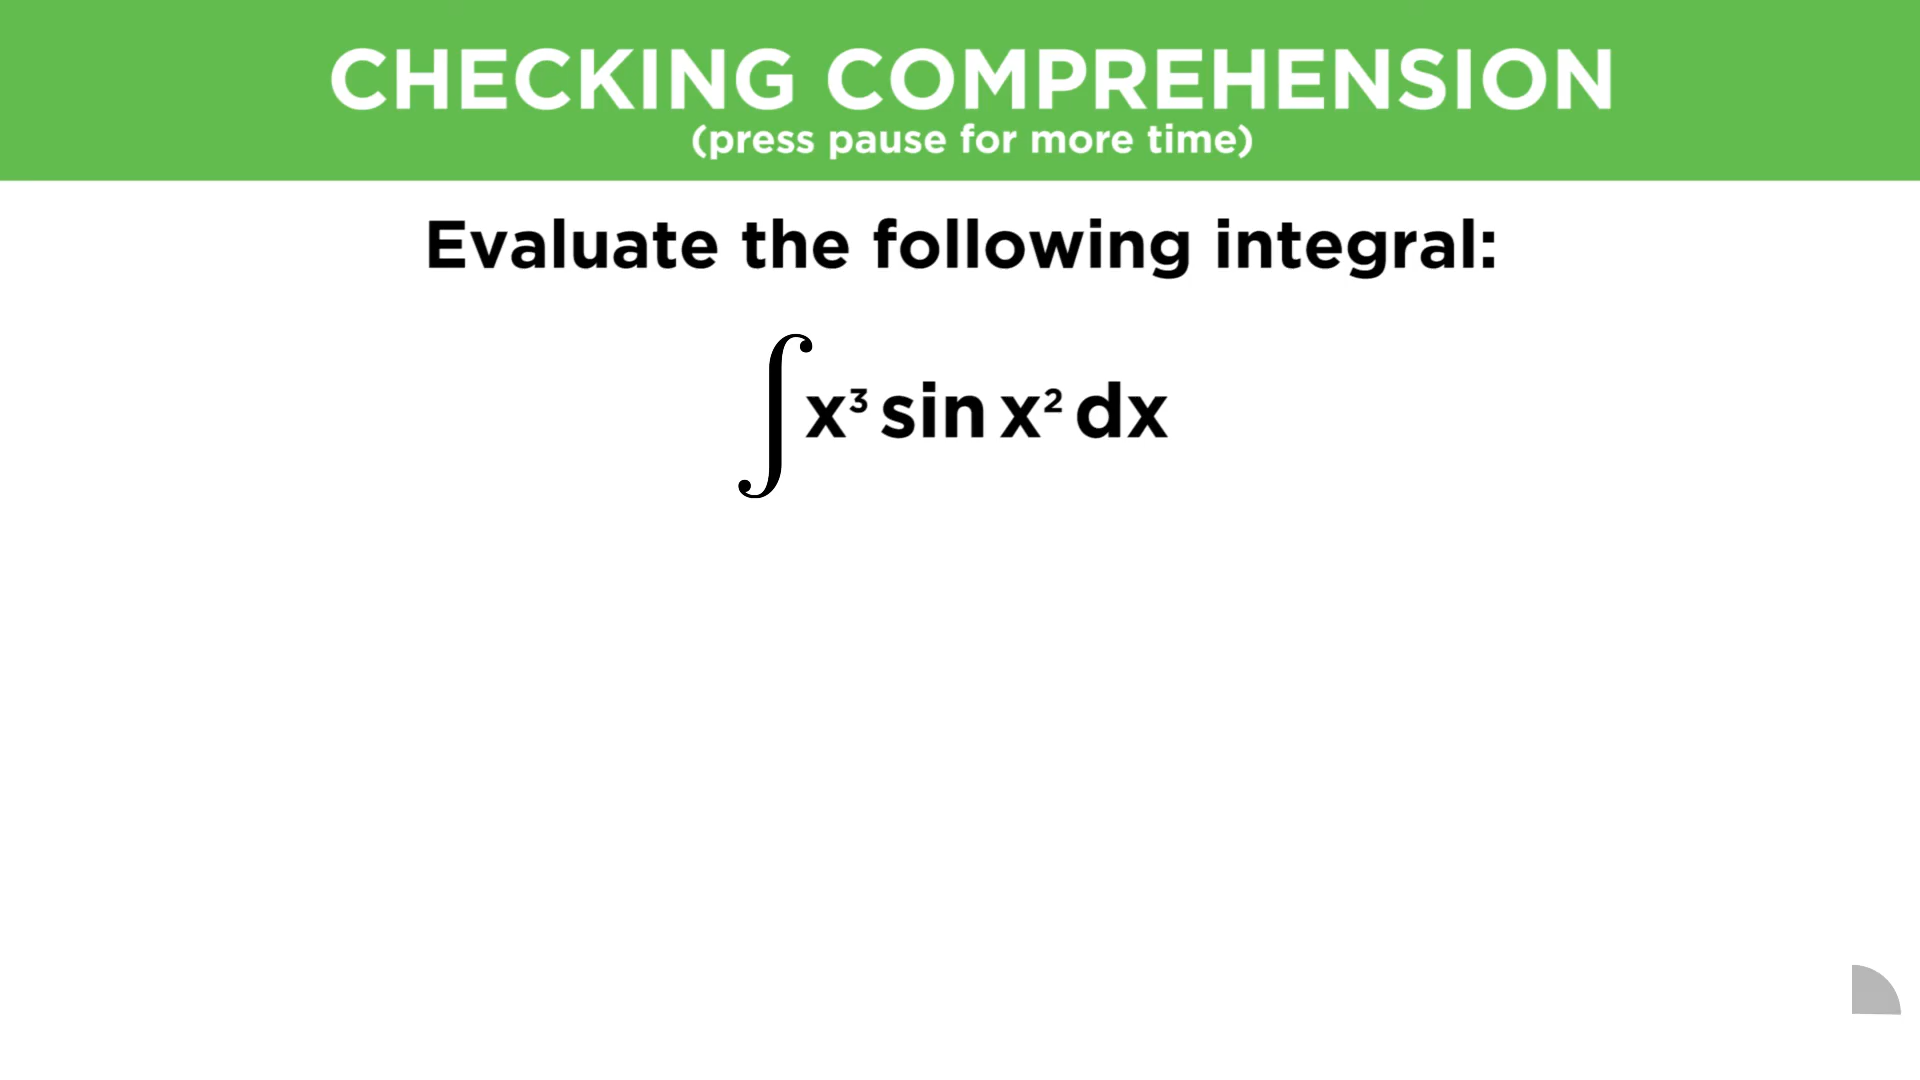 CHECKING COMPREHENSION
(press pause for more time)
Evaluate the following integral:
∫x³ sin x² dx